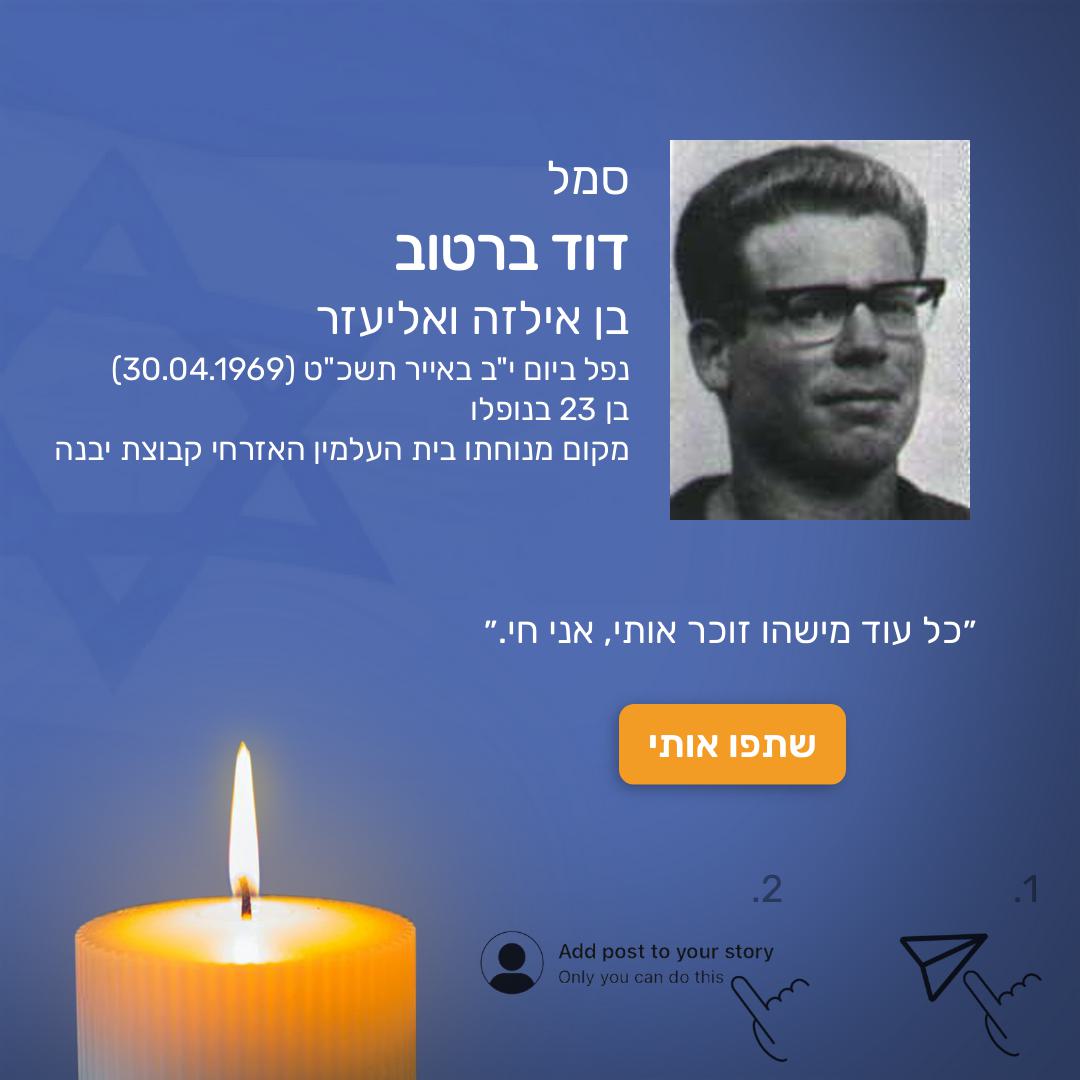 סמל
דוד ברטוב
בן אילזה ואליעזר
נפל ביום י"ב באייר תשכ"ט (30.04.1969)
בן 23 בנופלו
מקום מנוחתו בית העלמין האזרחי קבוצת יבנה
״כל עוד מישהו זוכר אותי, אני חי.״
שתפו אותי
.1
.2
Add post to your story
Only you can do this